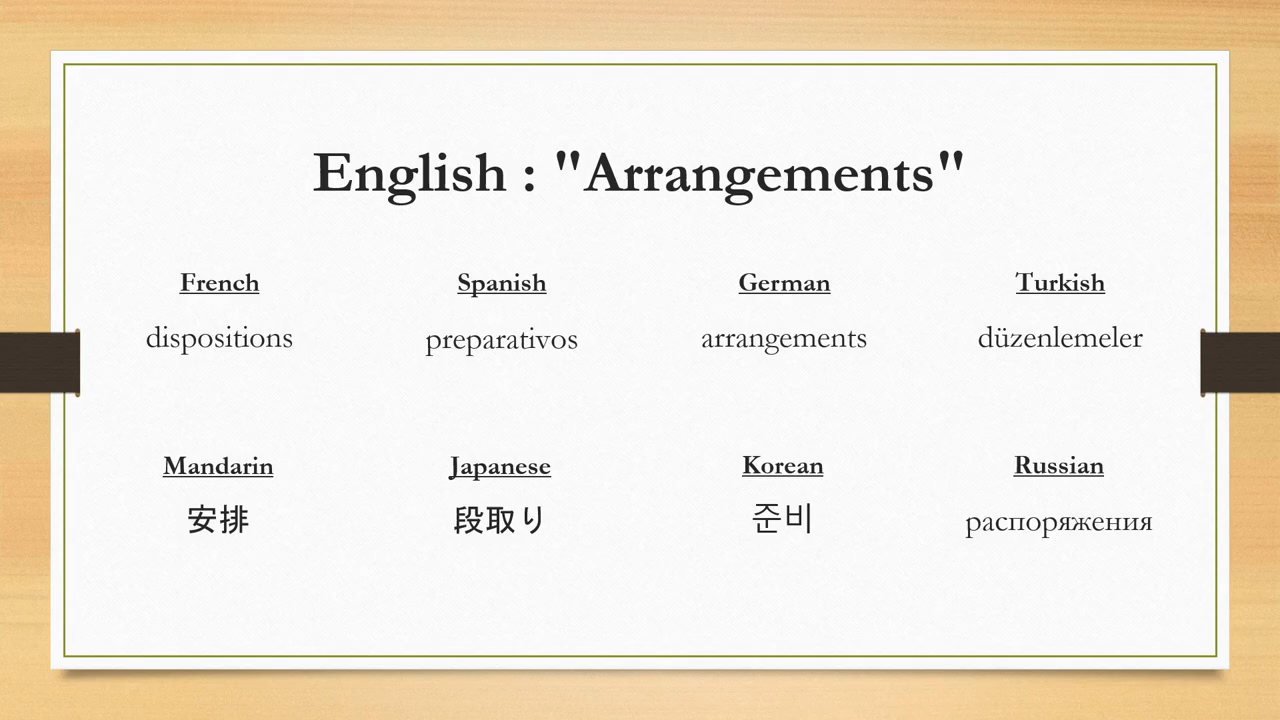 English : "Arrangements"
French
dispositions
Spanish
preparativos
German
arrangements
Turkish
düzenlemeler
Mandarin
安排
Japanese
段取り
Korean
준비
Russian
распоряжения